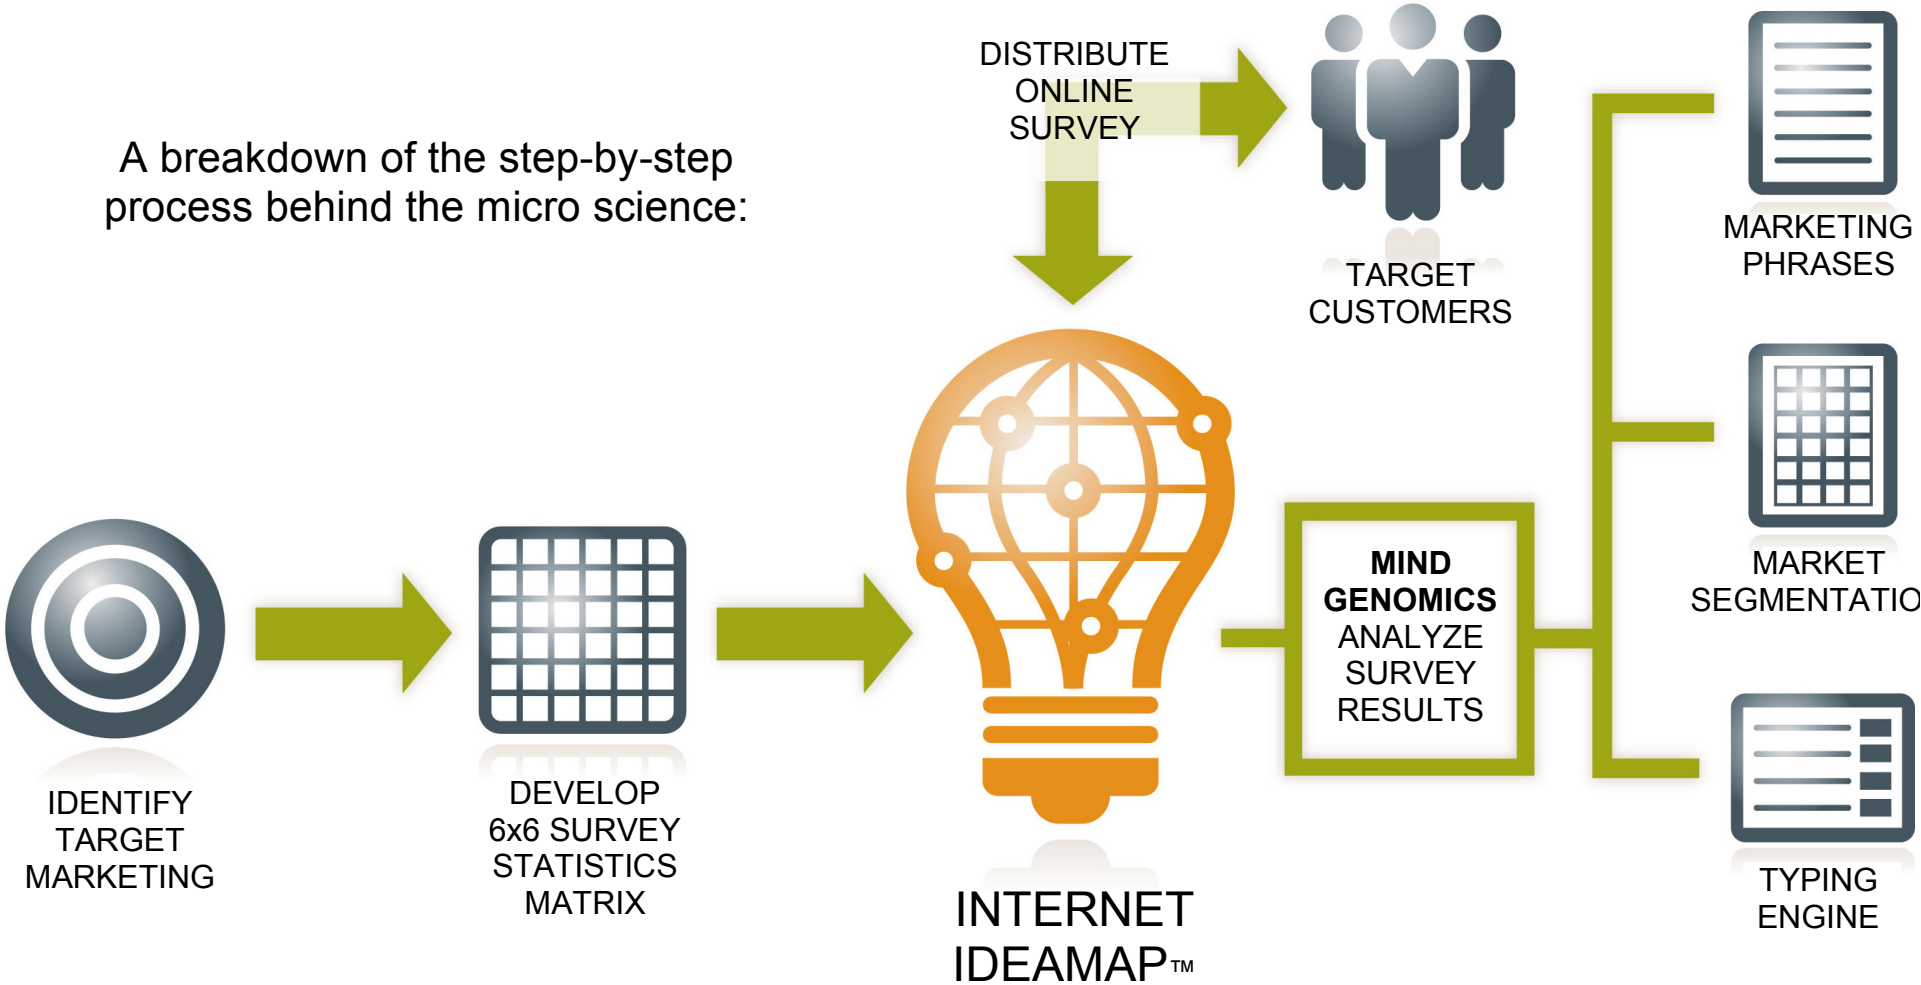 A breakdown of the step-by-step
process behind the micro science:
DISTRIBUTE
ONLINE
SURVEY
TARGET
CUSTOMERS
MARKETING
PHRASES
MARKET
SEGMENTATIO
TYPING
ENGINE
MIND
GENOMICS
ANALYZE
SURVEY
RESULTS
IDENTIFY
TARGET
MARKETING
DEVELOP
6x6 SURVEY
STATISTICS
MATRIX
INTERNET
IDEAMAP™